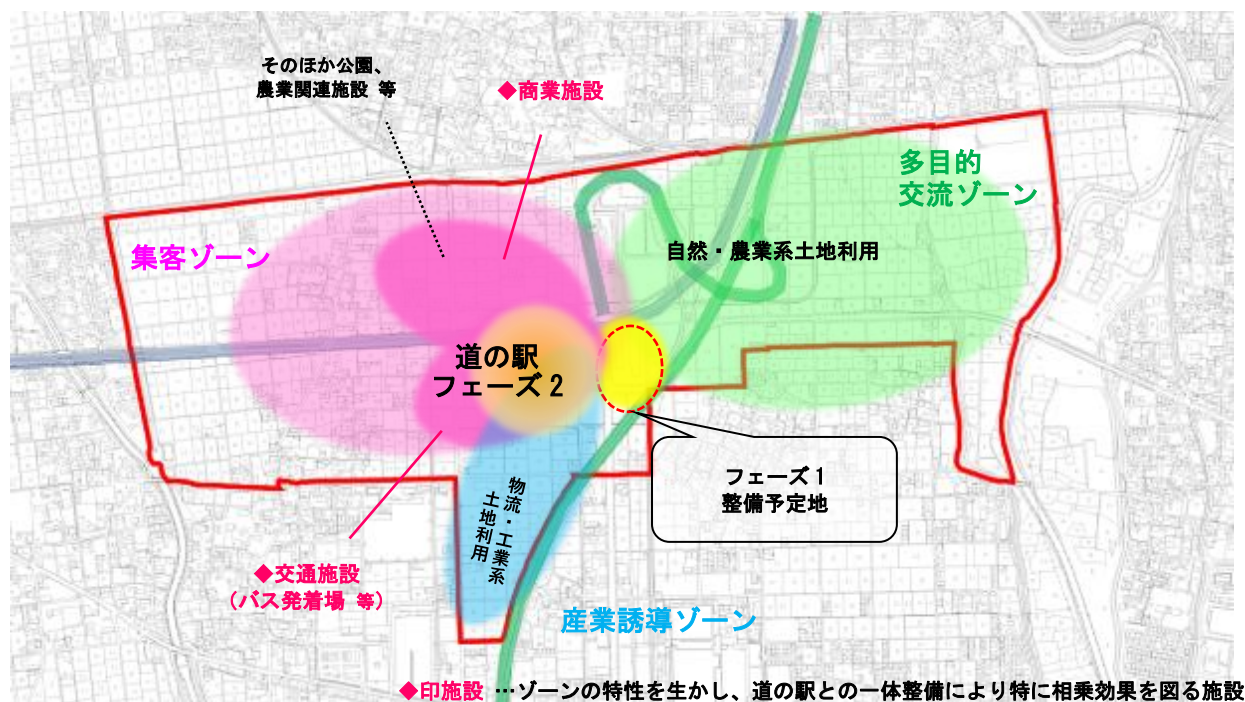 そのほか公園、
農業関連施設 等
◆商業施設
多目的
交流ゾーン
集客ゾーン
自然・農業系土地利用
道の駅
フェーズ2
フェーズ1
整備予定地
物流・工業系
土地利用
◆交通施設
(バス発着場 等)
産業誘導ゾーン
◆印施設 …ゾーンの特性を生かし、道の駅との一体整備により特に相乗効果を図る施設